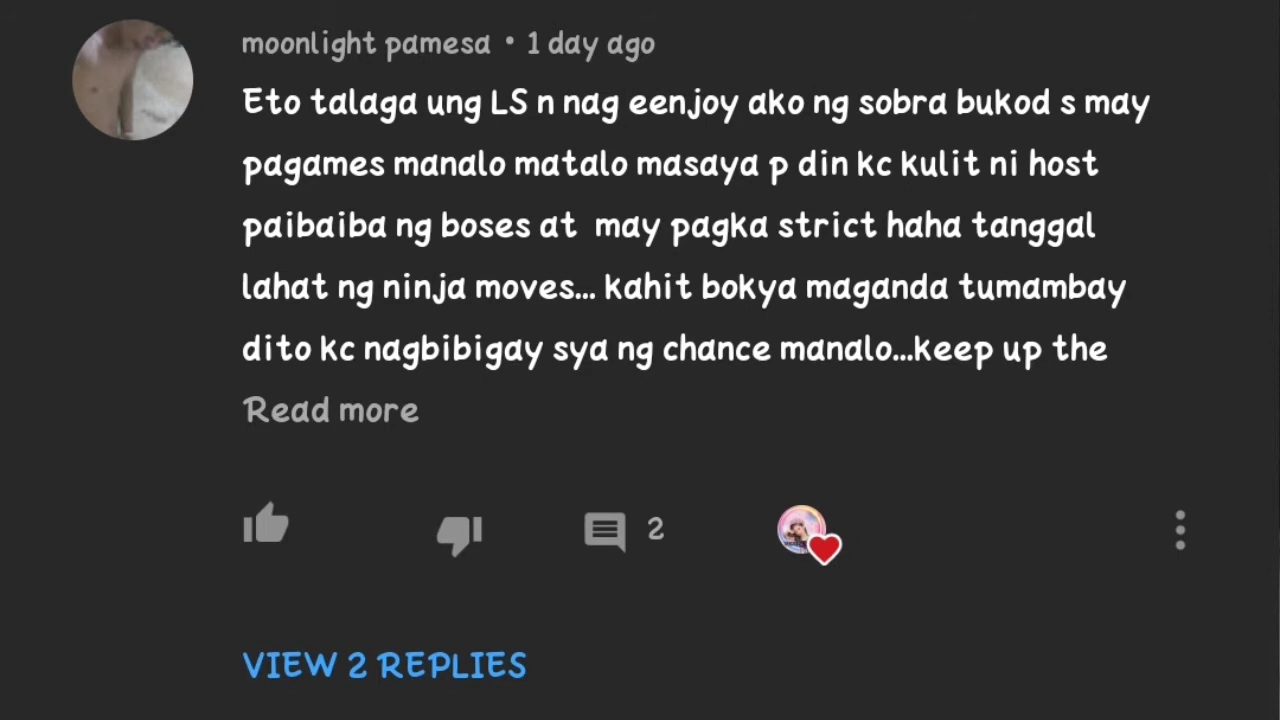 moonlight pamesa • 1 day ago
Eto talaga ung LS n nag eenjoy ako ng sobra bukod s may
pagames manalo matalo masaya p din kc kulit ni host
paibaiba ng boses at  may pagka strict haha tanggal
lahat ng ninja moves... kahit bokya maganda tumambay
dito kc nagbibigay sya ng chance manalo...keep up the
Read more
2
VIEW 2 REPLIES